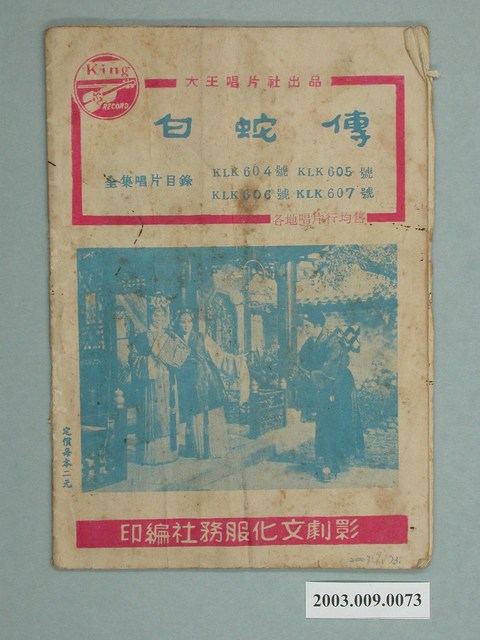 King
RECORD
大王唱片社出品
白蛇傳
全集唱片目錄
KLK604號 KLK605號
KLK606號 KLK607號
各地唱片行均售
定價每本二元
印編社務服化文劇影
2003.009.0073